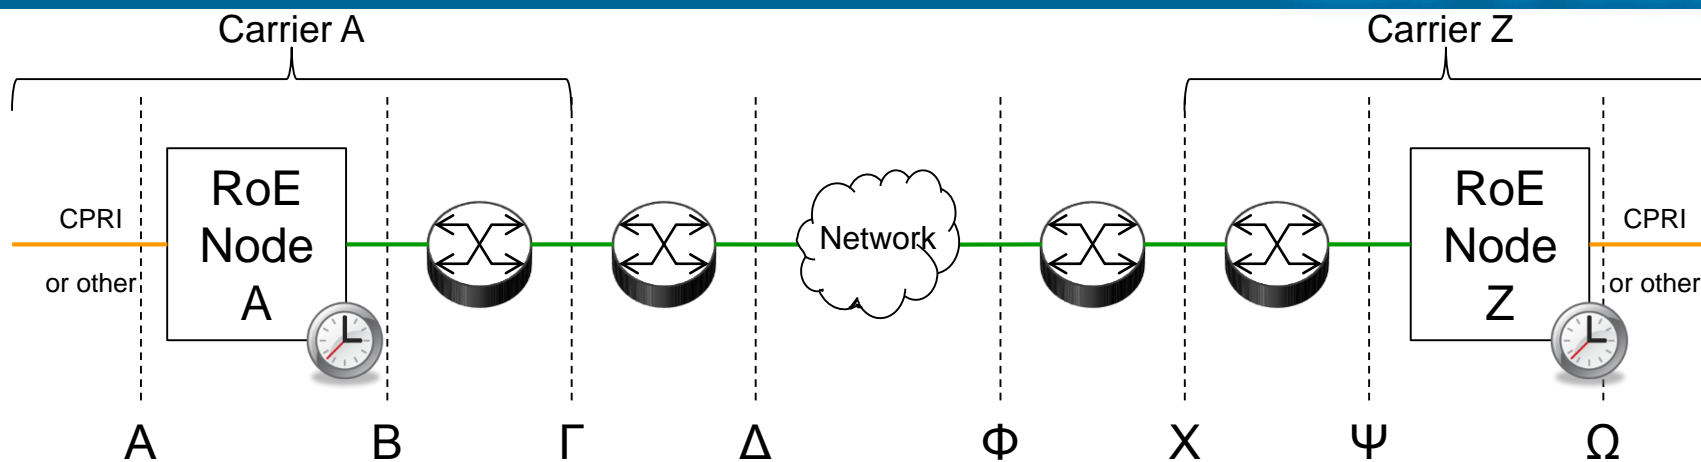 Carrier A
Carrier Z
CPRI
or other
RoE
Node
A
Network
RoE
Node
Z
CPRI
or other
Α Β Γ Δ Φ Χ Ψ Ω